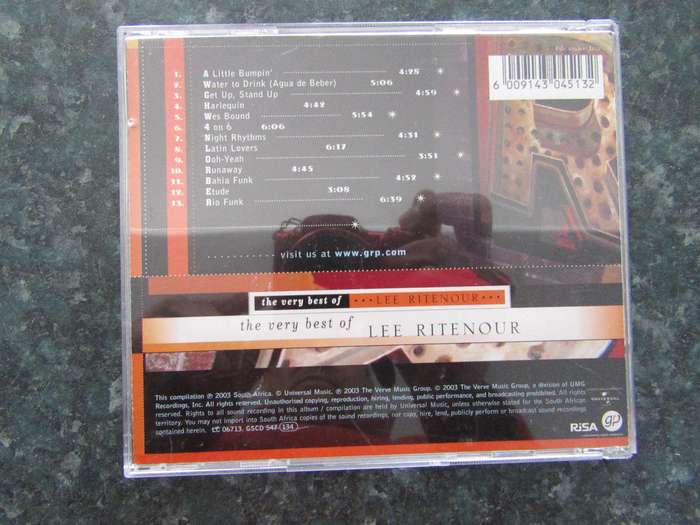 1. A Little Bumpin' 4:25
2. Water to Drink (Agua de Beber) 5:06
3. Get Up, Stand Up 4:59
4. Harlequin 4:42
5. Wes Bound 5:54
6. 4 on 6 6:06
7. Night Rhythms 4:31
8. Latin Lovers 6:17
9. Ooh-Yeah 3:51
10. Runaway 4:45
11. Bahia Funk 4:52
12. Etude 3:08
13. Rio Funk 6:39
6 009143 045132
visit us at www.grp.com
the very best of ···LEE RITENOUR···
the very best of LEE RITENOUR
This compilation ℗ 2003 South Africa. © Universal Music. ℗ 2003 The Verve Music Group. © 2003 The Verve Music Group, a division of UMG
Recordings, Inc. All rights reserved. Unauthorised copying, reproduction, hiring, lending, public performance, and broadcasting prohibited. All rights
reserved. Rights to all sound recording in this album / compilation are held by Universal Music, unless otherwise stated for the South African
territory. You may not import into South Africa copies of the sound recordings, nor copy, hire, lend, publicly perform or broadcast sound recordings
contained herein. LC 06713. GSCD 547 (134)
UNIVERSAL
RiSA grp